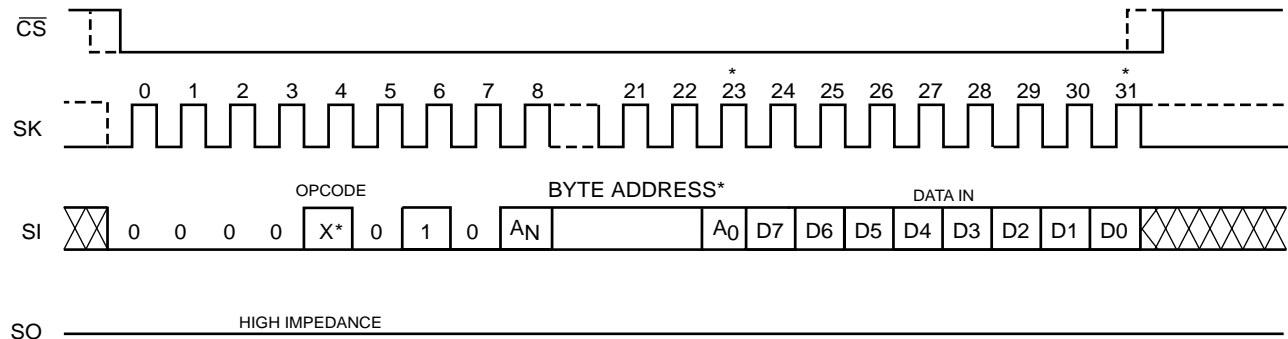 CS
* *
0 1 2 3 4 5 6 7 8 21 22 23 24 25 26 27 28 29 30 31
SK
OPCODE BYTE ADDRESS* DATA IN
SI 0 0 0 0 X* 0 1 0 AN A0 D7 D6 D5 D4 D3 D2 D1 D0
HIGH IMPEDANCE
SO